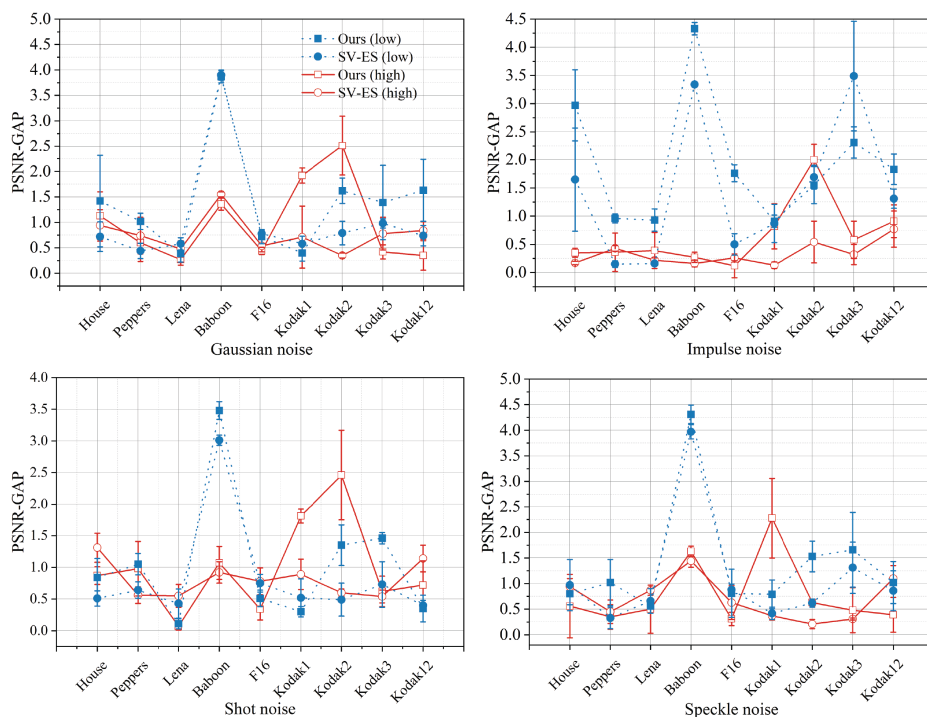 PSNR-GAP
5.0
4.5
4.0
3.5
3.0
2.5
2.0
1.5
1.0
0.5
0.0
Ours (low)
SV-ES (low)
Ours (high)
SV-ES (high)
House
Peppers
Lena
Baboon
F16
Kodak1
Kodak2
Kodak3
Kodak12
Gaussian noise
PSNR-GAP
4.5
4.0
3.5
3.0
2.5
2.0
1.5
1.0
0.5
0.0
House
Peppers
Lena
Baboon
F16
Kodak1
Kodak2
Kodak3
Kodak12
Impulse noise
PSNR-GAP
4.0
3.5
3.0
2.5
2.0
1.5
1.0
0.5
0.0
House
Peppers
Lena
Baboon
F16
Kodak1
Kodak2
Kodak3
Kodak12
Shot noise
PSNR-GAP
5.0
4.5
4.0
3.5
3.0
2.5
2.0
1.5
1.0
0.5
0.0
House
Peppers
Lena
Baboon
F16
Kodak1
Kodak2
Kodak3
Kodak12
Speckle noise